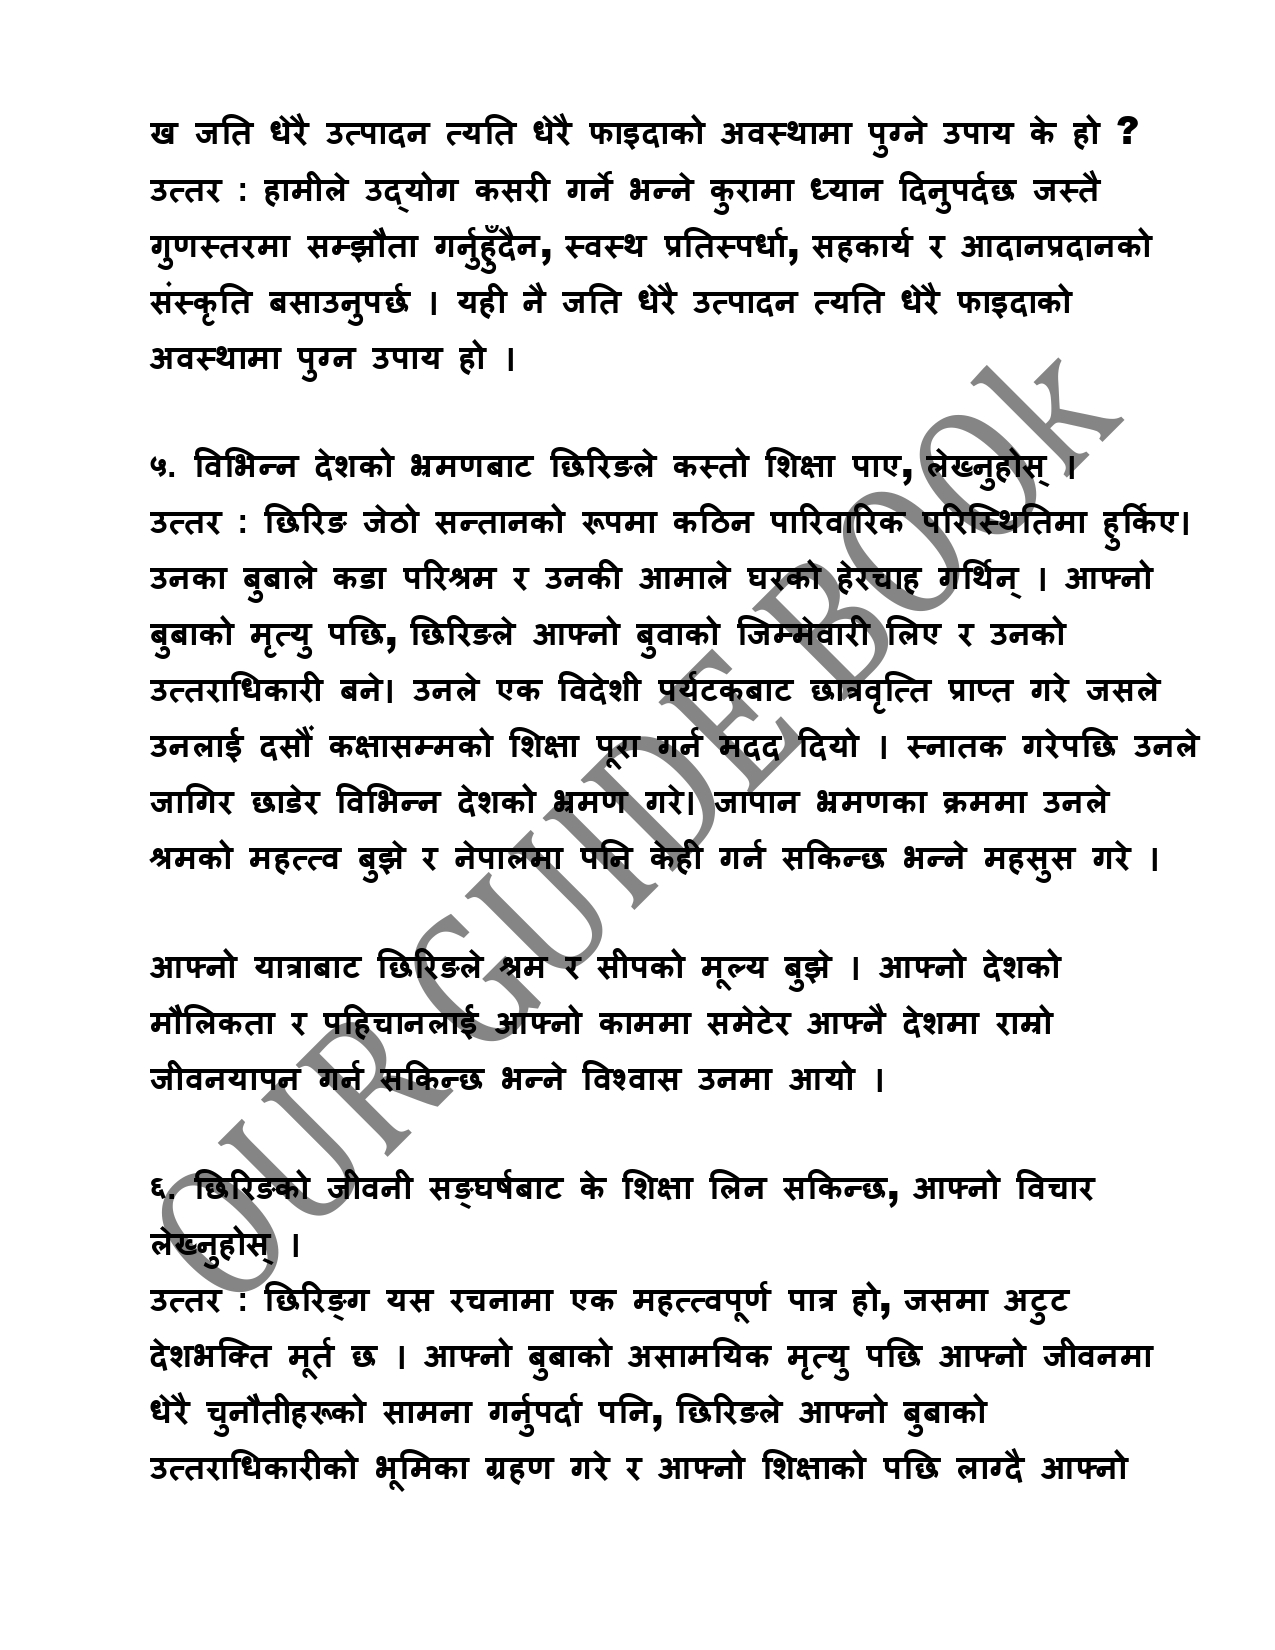 ख जति धेरै उत्पादन त्यति धेरै फाइदाको अवस्थामा पुग्ने उपाय के हो ?
उत्तर : हामीले उद्‌योग कसरी गर्ने भन्ने कुरामा ध्यान दिनुपर्दछ जस्तै
गुणस्तरमा सम्झौता गर्नुहुँदैन, स्वस्थ प्रतिस्पर्धा, सहकार्य र आदानप्रदानको
संस्कृति बसाउनुपर्छ । यही नै जति धेरै उत्पादन त्यति धेरै फाइदाको
अवस्थामा पुग्न उपाय हो ।
५. विभिन्न देशको भ्रमणबाट छिरिङले कस्तो शिक्षा पाए, लेख्नुहोस् ।
उत्तर : छिरिङ जेठो सन्तानको रूपमा कठिन पारिवारिक परिस्थितिमा हुर्किए।
उनका बुबाले कडा परिश्रम र उनकी आमाले घरको हेरचाह गर्थिन् । आफ्नो
बुबाको मृत्यु पछि, छिरिङले आफ्नो बुवाको जिम्मेवारी लिए र उनको
उत्तराधिकारी बने। उनले एक विदेशी पर्यटकबाट छात्रवृत्ति प्राप्त गरे जसले
उनलाई दसौं कक्षासम्मको शिक्षा पूरा गर्न मदद दियो । स्नातक गरेपछि उनले
जागिर छाडेर विभिन्न देशको भ्रमण गरे। जापान भ्रमणका क्रममा उनले
श्रमको महत्त्व बुझे र नेपालमा पनि केही गर्न सकिन्छ भन्ने महसुस गरे ।
आफ्नो यात्राबाट छिरिङले श्रम र सीपको मूल्य बुझे । आफ्नो देशको
मौलिकता र पहिचानलाई आफ्नो काममा समेटेर आफ्नै देशमा राम्रो
जीवनयापन गर्न सकिन्छ भन्ने विश्वास उनमा आयो ।
६. छिरिङको जीवनी सङ्घर्षबाट के शिक्षा लिन सकिन्छ, आफ्नो विचार
लेख्नुहोस् ।
उत्तर : छिरिङ्ग यस रचनामा एक महत्त्वपूर्ण पात्र हो, जसमा अटुट
देशभक्ति मूर्त छ । आफ्नो बुबाको असामयिक मृत्यु पछि आफ्नो जीवनमा
धेरै चुनौतीहरूको सामना गर्नुपर्दा पनि, छिरिङले आफ्नो बुबाको
उत्तराधिकारीको भूमिका ग्रहण गरे र आफ्नो शिक्षाको पछि लाग्दै आफ्नो
OUR GUIDE BOOk